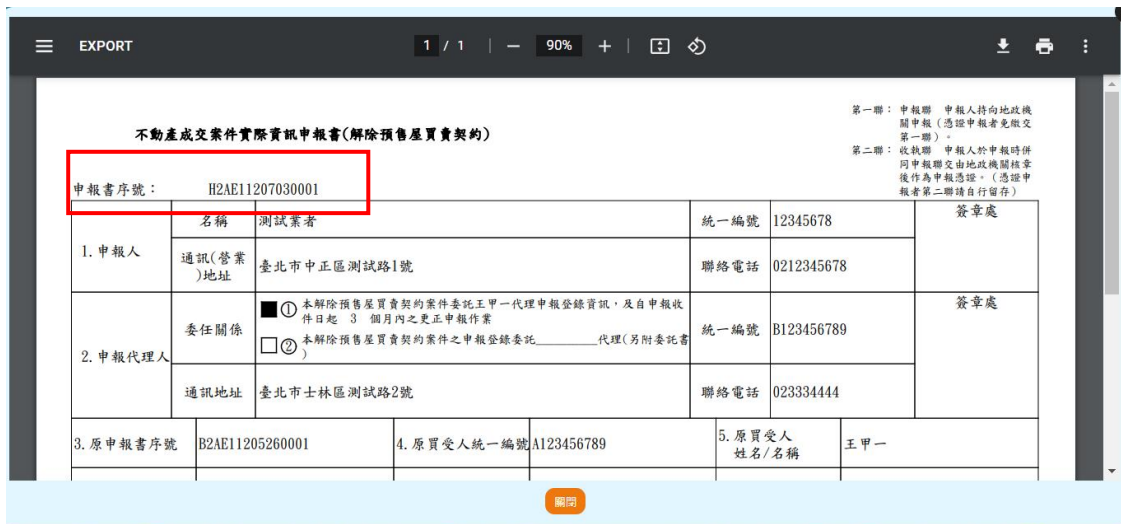 EXPORT
1 / 1
90%
第一聯： 申報聯 申報人持向地政機
關申報（憑證申報者免繳交
第一聯）。
第二聯： 收執聯 申報人於申報時併
同申報聯交由地政機關核章
後作為申報憑證。（憑證申
報者第二聯請自行留存）
不動產成交案件實際資訊申報書(解除預售屋買賣契約)
申報書序號： H2AE11207030001
1.申報人
名稱 測試業者 統一編號 12345678 簽章處
通訊(營業
)地址 臺北市中正區測試路1號 聯絡電話 0212345678
2.申報代理人
委任關係
■① 本解除預售屋買賣契約案件委託王甲一代理申報登錄資訊，及自申報收
件日起 3 個月內之更正申報作業
□② 本解除預售屋買賣契約案件之申報登錄委託__________代理(另附委託書
)
統一編號 B123456789 簽章處
通訊地址 臺北市士林區測試路2號 聯絡電話 023334444
3.原申報書序號 B2AE11205260001 4.原買受人統一編號 A123456789 5.原買受人
姓名/名稱 王甲一
關閉